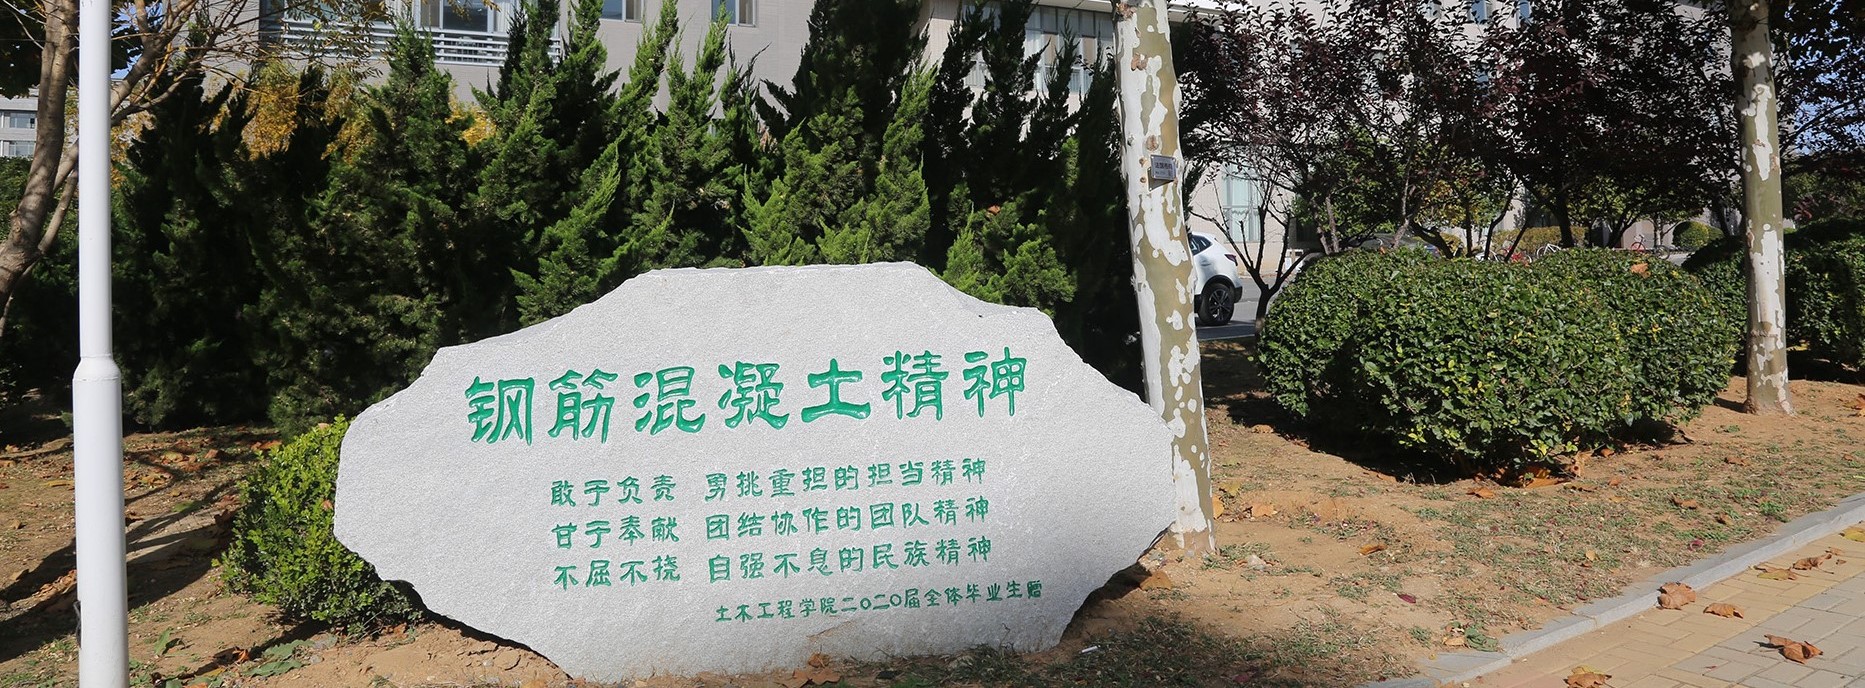 钢筋混凝土精神
敢于负责 勇挑重担的担当精神
甘于奉献 团结协作的团队精神
不屈不挠 自强不息的民族精神
土木工程学院二〇二〇届全体毕业生赠